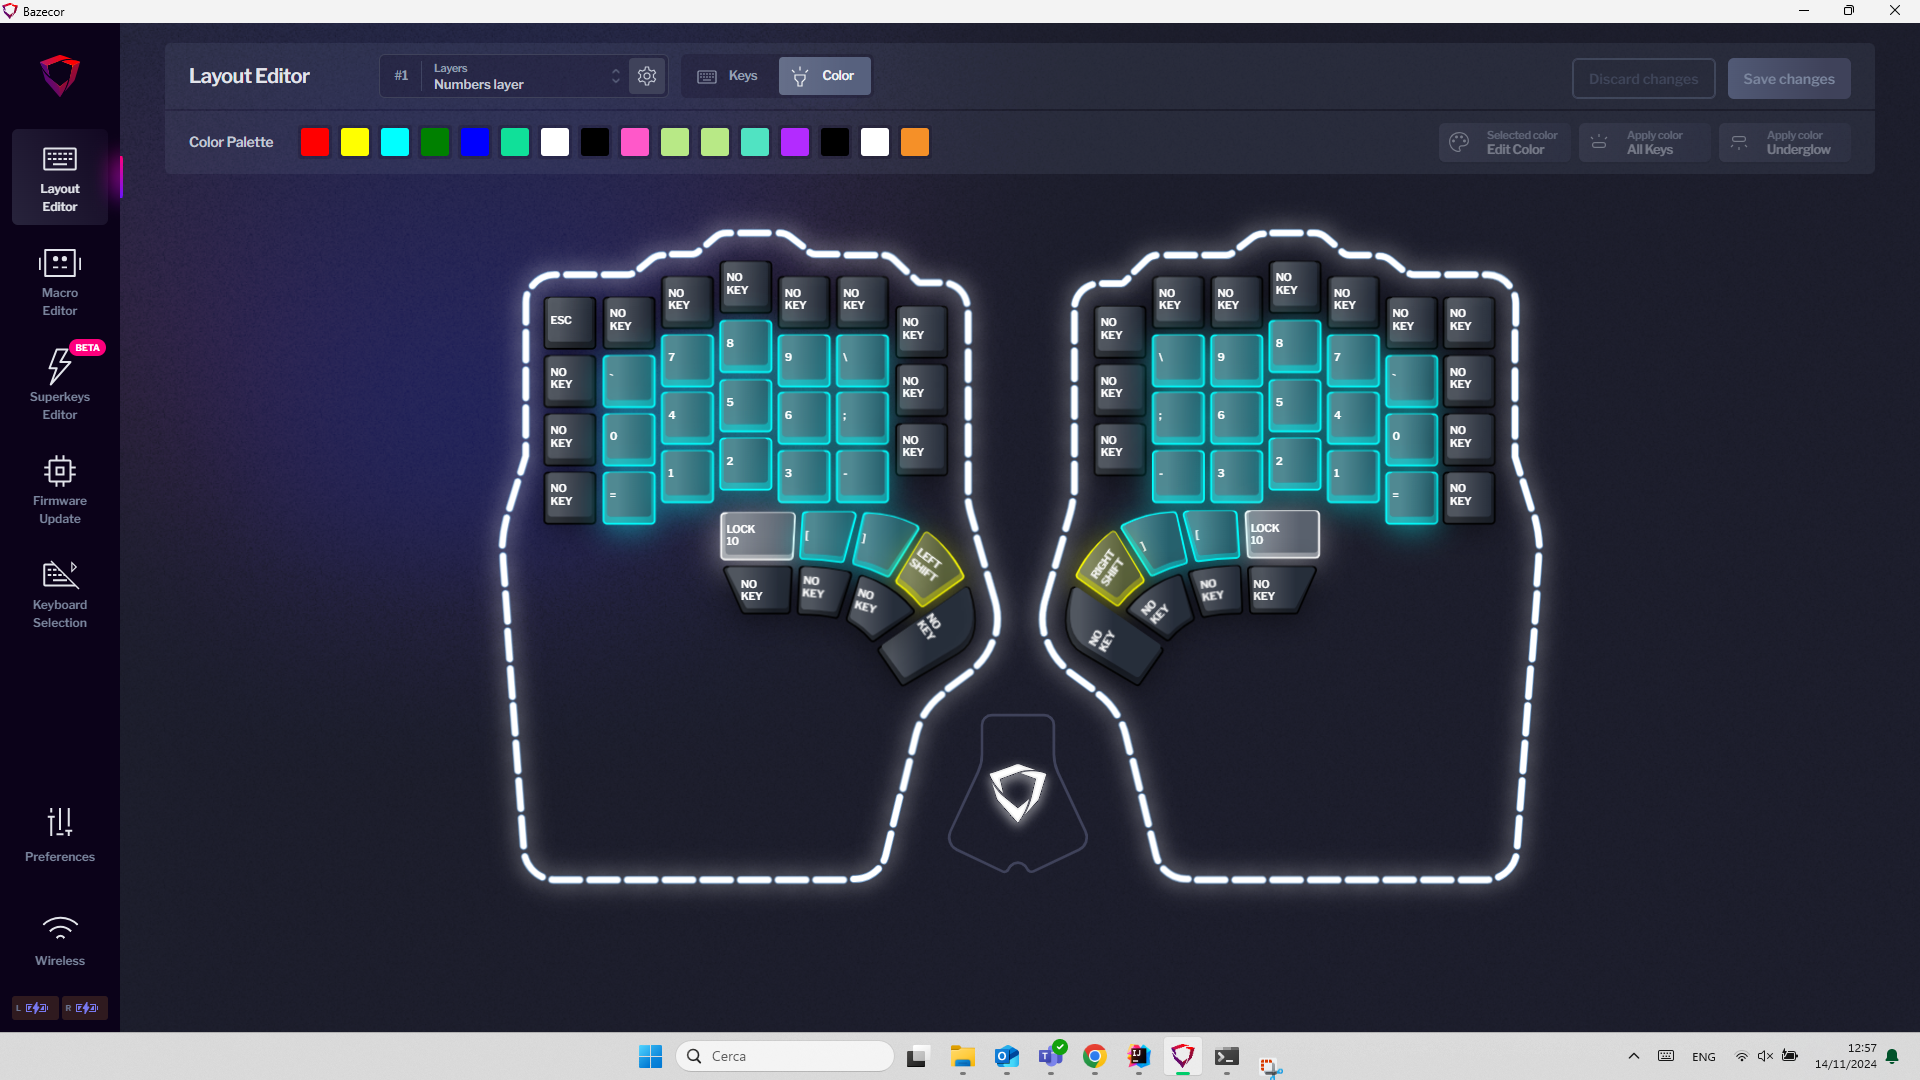 Bazecor
Layout Editor
#1
Layers
Numbers layer
Keys
Color
Discard changes
Save changes
Color Palette
Selected color
Edit Color
Apply color
All Keys
Apply color
Underglow
Layout
Editor
Macro
Editor
BETA
Superkeys
Editor
Firmware
Update
Keyboard
Selection
Preferences
Wireless
L
R
ESC
NO
KEY
NO
KEY
NO
KEY
NO
KEY
NO
KEY
NO
KEY
NO
KEY
`
7
8
9
\
NO
KEY
NO
KEY
0
4
5
6
;
NO
KEY
NO
KEY
=
1
2
3
-
LOCK
10
[
]
LEFT
SHIFT
NO
KEY
NO
KEY
NO
KEY
NO
KEY
NO
KEY
NO
KEY
NO
KEY
NO
KEY
NO
KEY
NO
KEY
NO
KEY
NO
KEY
\
9
8
7
`
NO
KEY
NO
KEY
;
6
5
4
0
NO
KEY
-
3
2
1
=
NO
KEY
RIGHT
SHIFT
]
[
LOCK
10
NO
KEY
NO
KEY
NO
KEY
NO
KEY
Cerca
ENG
12:57
14/11/2024